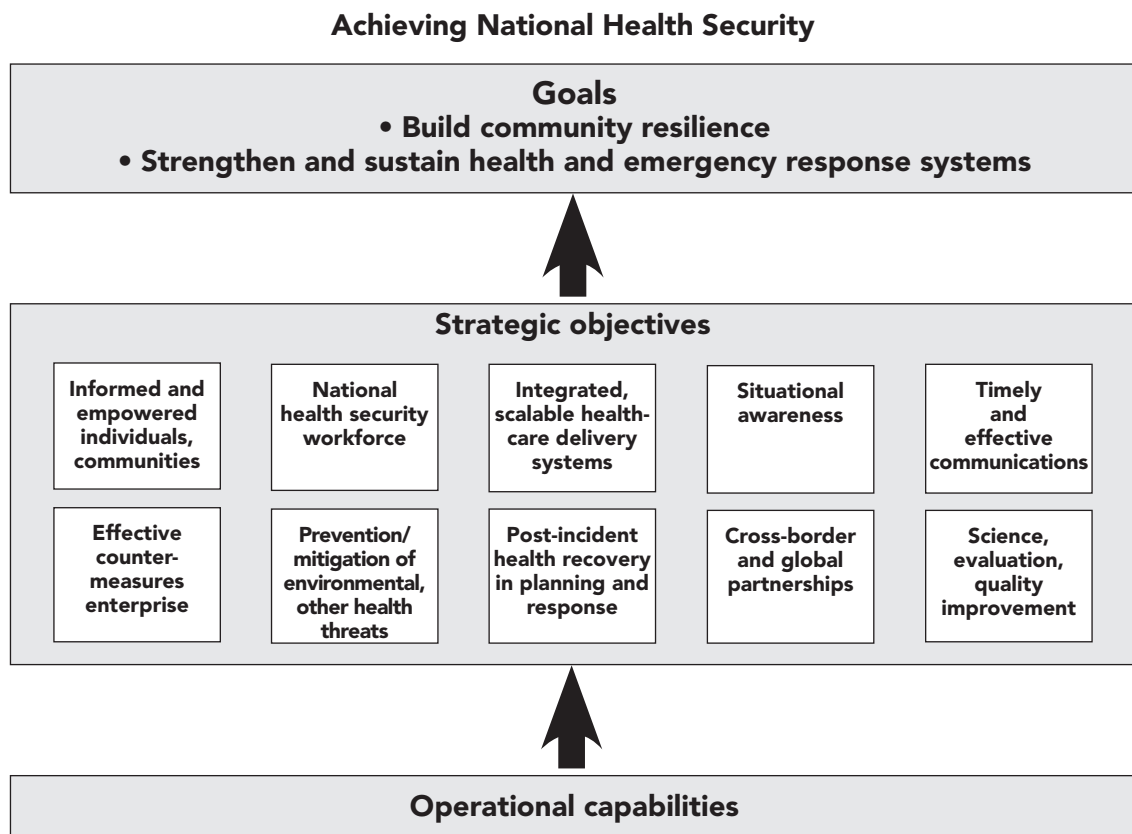 Achieving National Health Security
Goals
• Build community resilience
• Strengthen and sustain health and emergency response systems
Strategic objectives
Informed and
empowered
individuals,
communities
National
health security
workforce
Integrated,
scalable health-
care delivery
systems
Situational
awareness
Timely
and
effective
communications
Effective
counter-
measures
enterprise
Prevention/
mitigation of
environmental,
other health
threats
Post-incident
health recovery
in planning and
response
Cross-border
and global
partnerships
Science,
evaluation,
quality
improvement
Operational capabilities